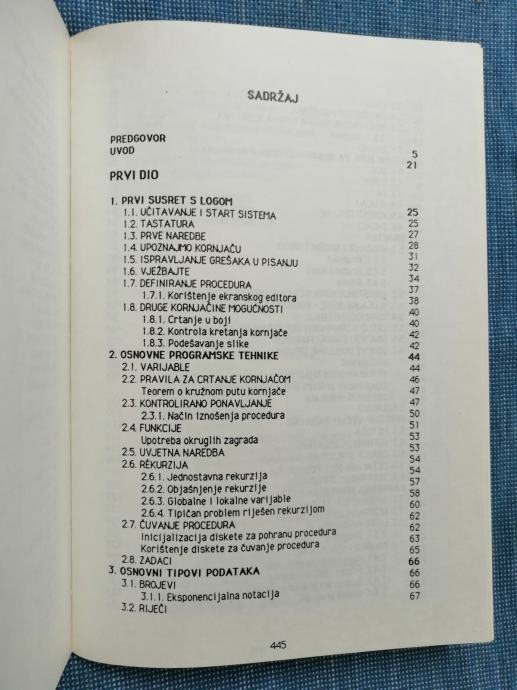 SADRŽAJ
PREDGOVOR 5
UVOD 21
PRVI DIO
1. PRVI SUSRET S LOGOM 25
1.1. UČITAVANJE I START SISTEMA 25
1.2. TASTATURA 27
1.3. PRVE NAREDBE 28
1.4. UPOZNAJMO KORNJAČU 31
1.5. ISPRAVLJANJE GREŠAKA U PISANJU 32
1.6. VJEŽBAJTE 34
1.7. DEFINIRANJE PROCEDURA 37
1.7.1. Korištenje ekranskog editora 38
1.8. DRUGE KORNJAČINE MOGUĆNOSTI 40
1.8.1. Crtanje u boji 40
1.8.2. Kontrola kretanja kornjače 42
1.8.3. Podešavanje slike 42
2. OSNOVNE PROGRAMSKE TEHNIKE 44
2.1. VARIJABLE 44
2.2. PRAVILA ZA CRTANJE KORNJAČOM 46
Teorem o kružnom putu kornjače 47
2.3. KONTROLIRANO PONAVLJANJE 47
2.3.1. Način iznošenja procedura 50
2.4. FUNKCIJE 51
Upotreba okruglih zagrada 53
2.5. UVJETNA NAREDBA 53
2.6. REKURZIJA 54
2.6.1. Jednostavna rekurzija 54
2.6.2. Objašnjenje rekurzije 57
2.6.3. Globalne i lokalne varijable 58
2.6.4. Tipičan problem riješen rekurzijom 60
2.7. ČUVANJE PROCEDURA 62
Inicijalizacija diskete za pohranu procedura 62
Korištenje diskete za čuvanje procedura 63
2.8. ZADACI 65
3. OSNOVNI TIPOVI PODATAKA 66
3.1. BROJEVI 66
3.1.1. Eksponencijalna notacija 66
3.2. RIJEČI 67
445